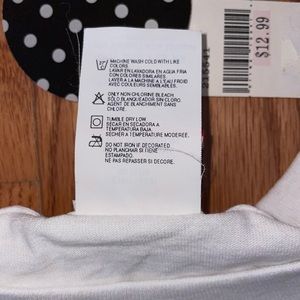 MACHINE WASH COLD WITH LIKE
COLORS
LAVAR EN LAVADORA EN AGUA FRIA
CON COLORES SIMILARES
LAVER A LA MACHINE A L'EAU FROID
AVEC COULEURS SEMBLABLES.
ONLY NON-CHLORINE BLEACH
SÓLO BLANQUEADOR SIN CLORO
AGENT DE BLANCHIMENT SANS
CHLORE
TUMBLE DRY LOW
SECAR EN SECADORA A
TEMPERATURA BAJA
SECHER A TEMPERATURE MODEREE.
DO NOT IRON IF DECORATED
NO PLANCHAR SI TIENE
ESTAMPADO.
NE PAS REPASSER SI DECORE.
$12.99